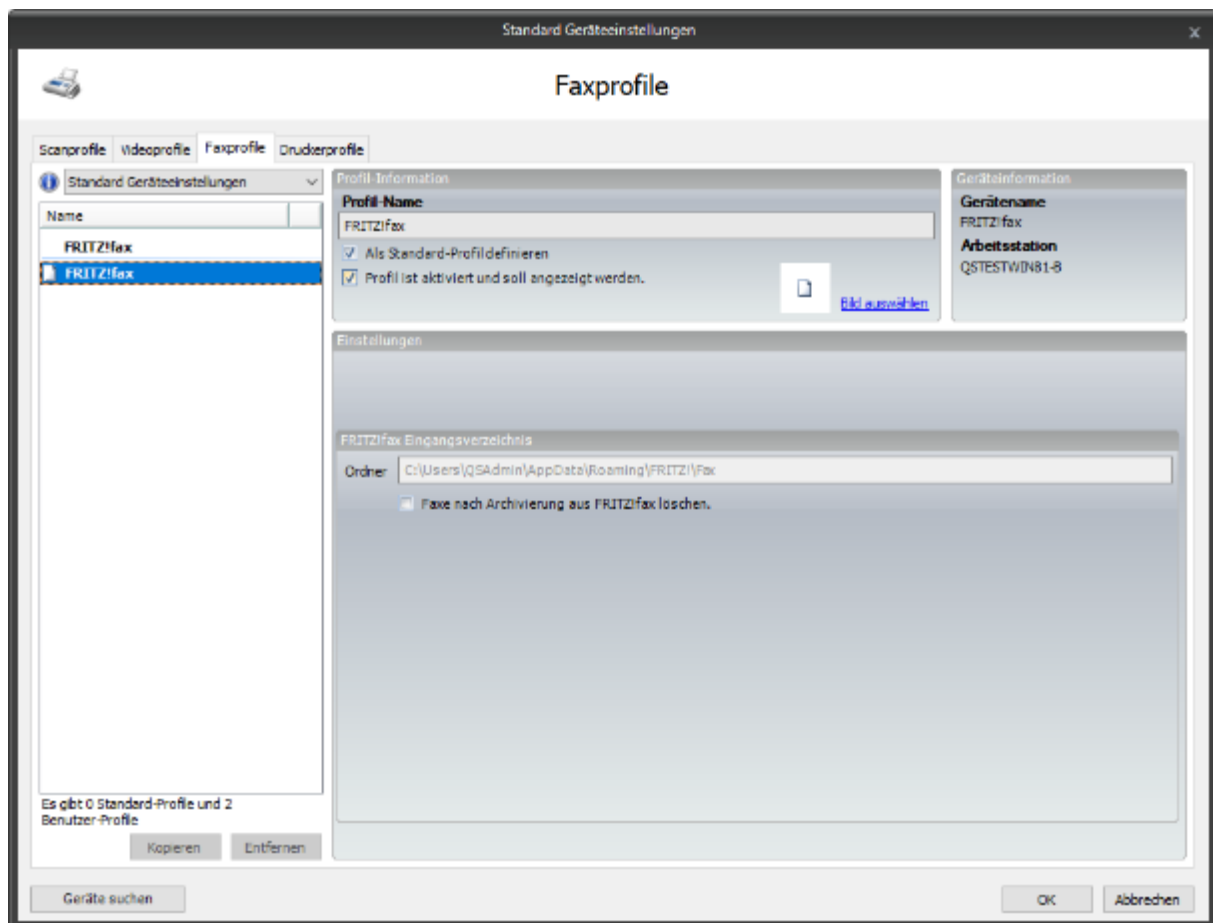 Standard Geräteeinstellungen
Faxprofile
Scanprofile Videoprofile Faxprofile Druckerprofile
Standard Geräteeinstellungen
Name
FRITZ!fax
FRITZ!fax
Es gibt 0 Standard-Profile und 2
Benutzer-Profile
Kopieren Entfernen
Profil-Information
Profil-Name
FRITZ!fax
Als Standard-Profil definieren
Profil ist aktiviert und soll angezeigt werden.
Bild auswählen
Geräteinformation
Gerätename
FRITZ!fax
Arbeitsstation
QSTESTWIN81-B
Einstellungen
FRITZ!fax Eingangsverzeichnis
Ordner C:\Users\QSAdmin\AppData\Roaming\FRITZ!\Fax
Faxe nach Archivierung aus FRITZ!fax löschen.
Geräte suchen OK Abbrechen